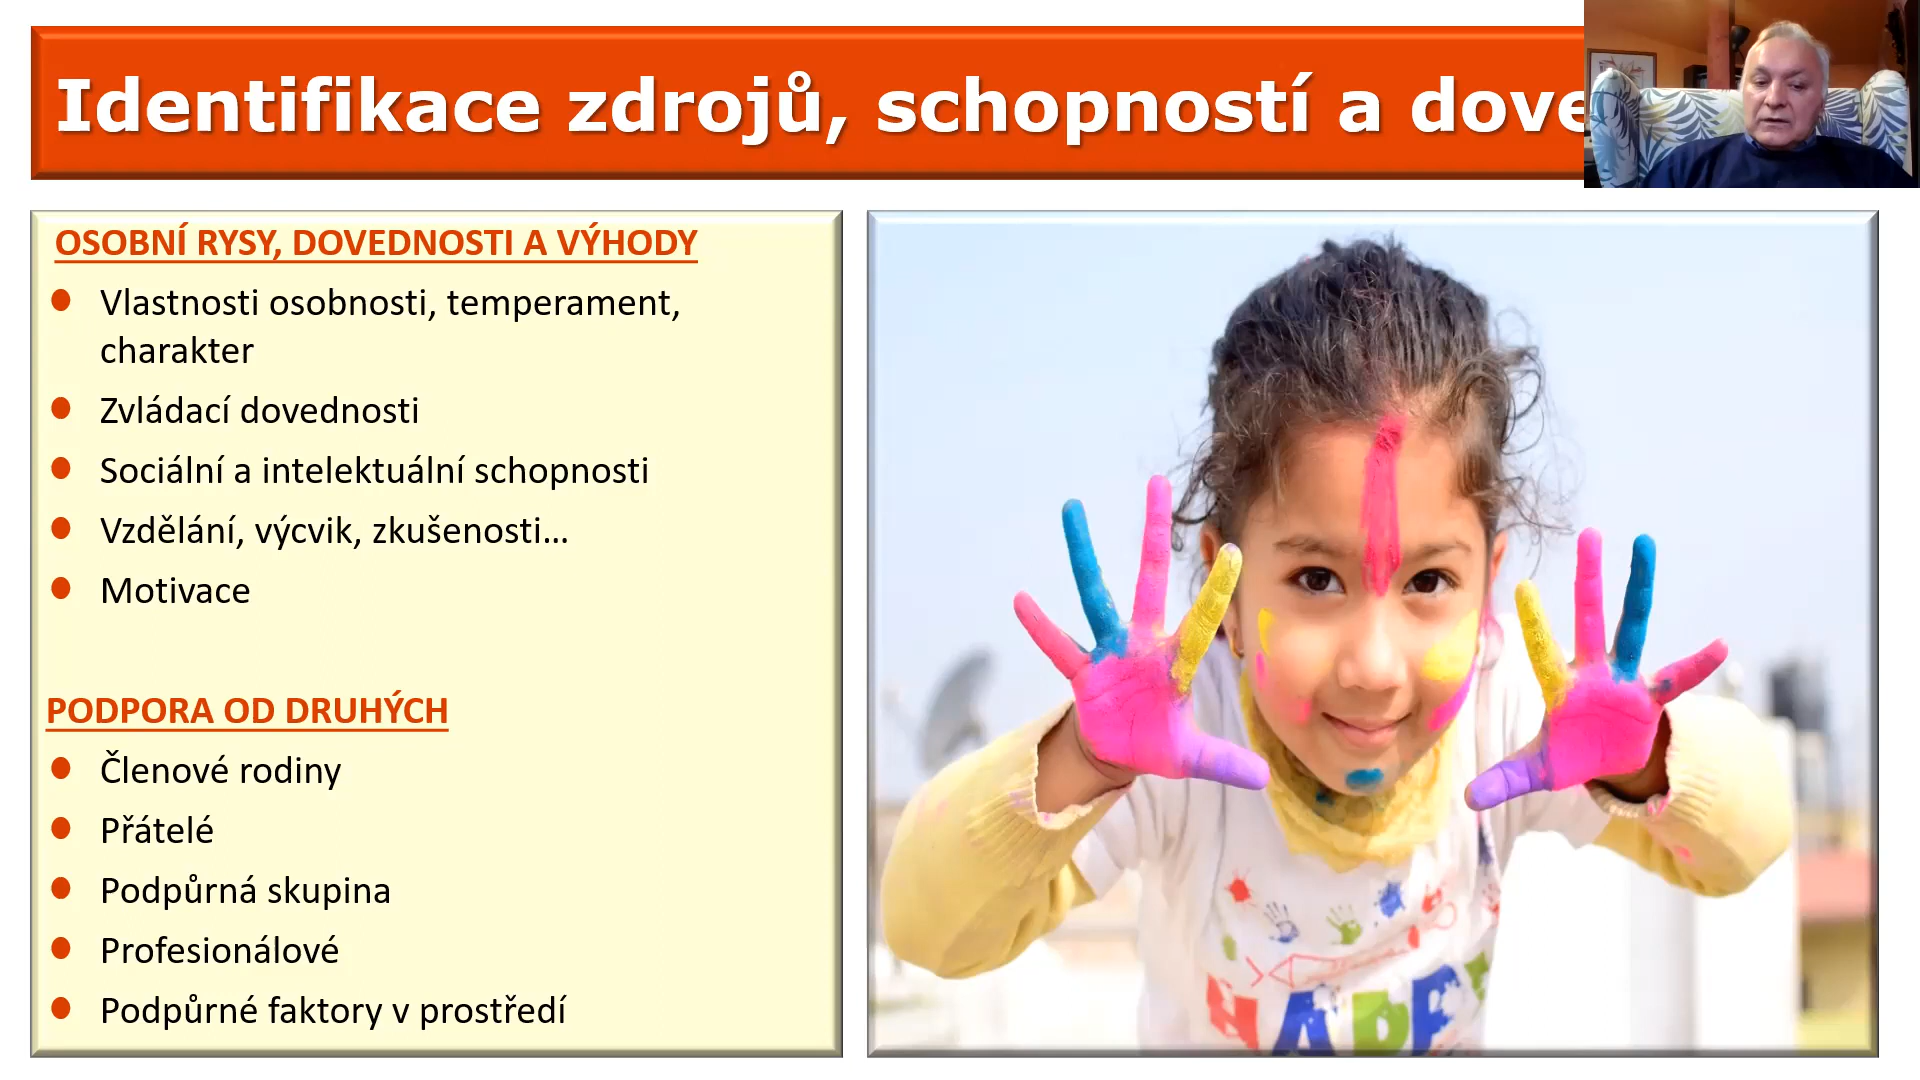 Identifikace zdrojů, schopností a dove
OSOBNÍ RYSY, DOVEDNOSTI A VÝHODY
Vlastnosti osobnosti, temperament,
charakter
Zvládací dovednosti
Sociální a intelektuální schopnosti
Vzdělání, výcvik, zkušenosti…
Motivace
PODPORA OD DRUHÝCH
Členové rodiny
Přátelé
Podpůrná skupina
Profesionálové
Podpůrné faktory v prostředí